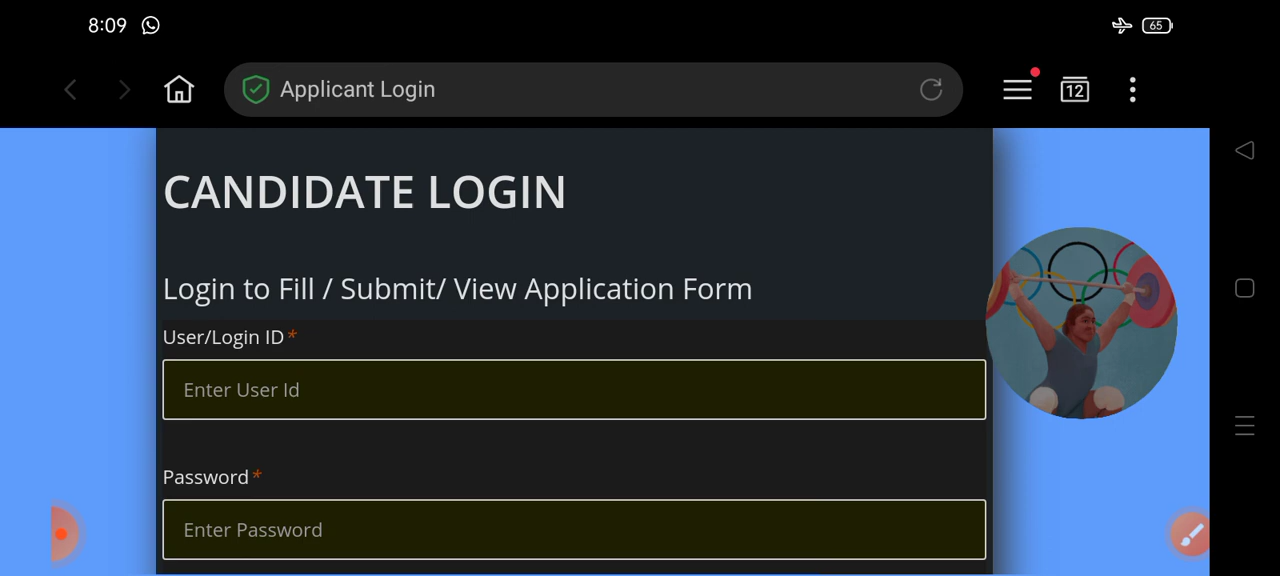 8:09
65
Applicant Login
12
CANDIDATE LOGIN
Login to Fill / Submit/ View Application Form
User/Login ID*
Enter User Id
Password*
Enter Password